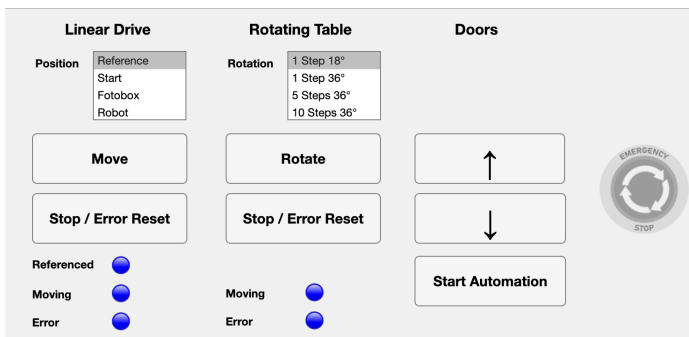 Linear Drive
Rotating Table
Doors
Position
Reference
Start
Fotobox
Robot
Rotation
1 Step 18°
1 Step 36°
5 Steps 36°
10 Steps 36°
Move
Rotate
↑
Stop / Error Reset
Stop / Error Reset
↓
EMERGENCY
STOP
Referenced
Start Automation
Moving
Moving
Error
Error